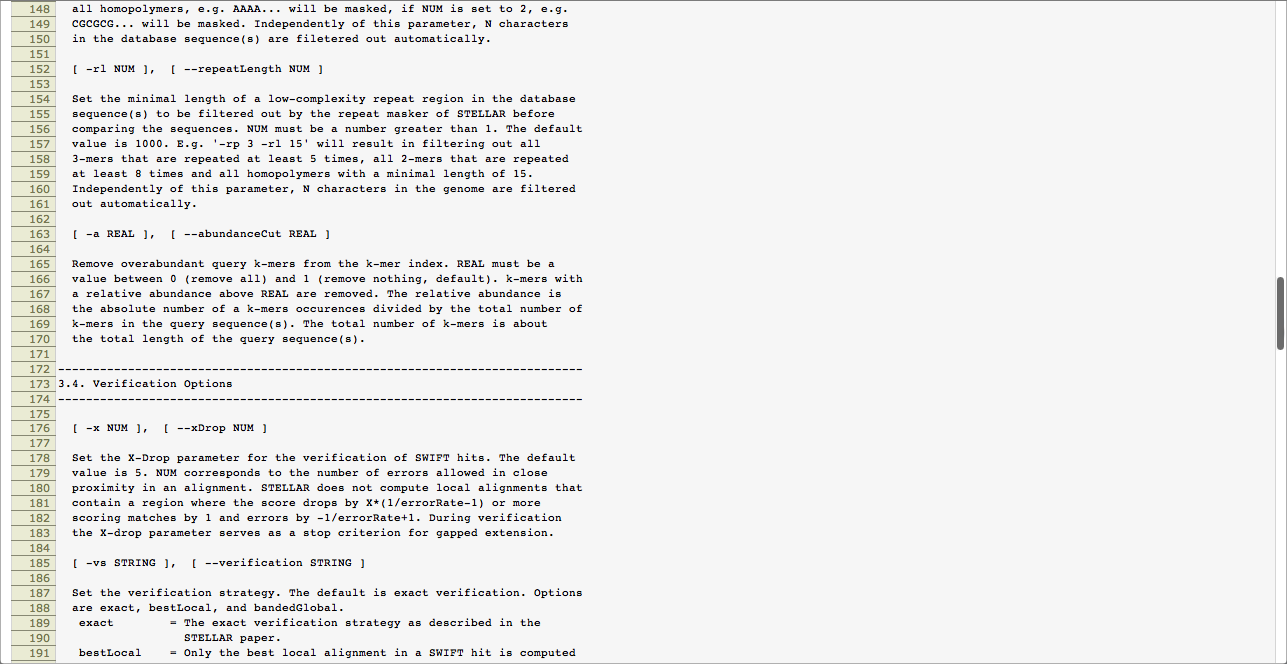 148 all homopolymers, e.g. AAAA... will be masked, if NUM is set to 2, e.g.
149 CGCGCG... will be masked. Independently of this parameter, N characters
150 in the database sequence(s) are filetered out automatically.
151
152 [ -rl NUM ], [ --repeatLength NUM ]
153
154 Set the minimal length of a low-complexity repeat region in the database
155 sequence(s) to be filtered out by the repeat masker of STELLAR before
156 comparing the sequences. NUM must be a number greater than 1. The default
157 value is 1000. E.g. '-rp 3 -rl 15' will result in filtering out all
158 3-mers that are repeated at least 5 times, all 2-mers that are repeated
159 at least 8 times and all homopolymers with a minimal length of 15.
160 Independently of this parameter, N characters in the genome are filtered
161 out automatically.
162
163 [ -a REAL ], [ --abundanceCut REAL ]
164
165 Remove overabundant query k-mers from the k-mer index. REAL must be a
166 value between 0 (remove all) and 1 (remove nothing, default). k-mers with
167 a relative abundance above REAL are removed. The relative abundance is
168 the absolute number of a k-mers occurences divided by the total number of
169 k-mers in the query sequence(s). The total number of k-mers is about
170 the total length of the query sequence(s).
171
172 ---------------------------------------------------------------------------
173 3.4. Verification Options
174 ---------------------------------------------------------------------------
175
176 [ -x NUM ], [ --xDrop NUM ]
177
178 Set the X-Drop parameter for the verification of SWIFT hits. The default
179 value is 5. NUM corresponds to the number of errors allowed in close
180 proximity in an alignment. STELLAR does not compute local alignments that
181 contain a region where the score drops by X*(1/errorRate-1) or more
182 scoring matches by 1 and errors by -1/errorRate+1. During verification
183 the X-drop parameter serves as a stop criterion for gapped extension.
184
185 [ -vs STRING ], [ --verification STRING ]
186
187 Set the verification strategy. The default is exact verification. Options
188 are exact, bestLocal, and bandedGlobal.
189 exact = The exact verification strategy as described in the
190 STELLAR paper.
191 bestLocal = Only the best local alignment in a SWIFT hit is computed